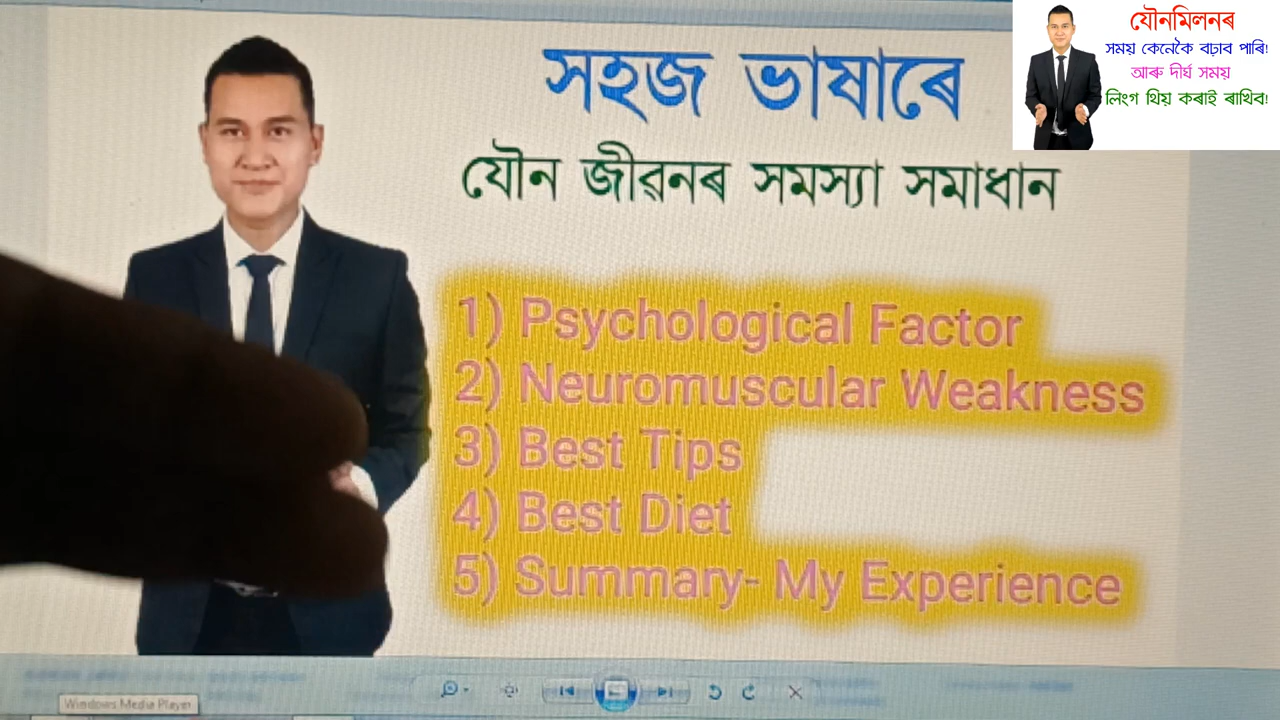 যৌনমিলনৰ
সময় কেনেকৈ বঢ়াব পাৰি!
আৰু দীৰ্ঘ সময়
লিংগ থিয় কৰাই ৰাখিব!
সহজ ভাষাৰে
যৌন জীৱনৰ সমস্যা সমাধান
1) Psychological Factor
2) Neuromuscular Weakness
3) Best Tips
4) Best Diet
5) Summary- My Experience
Windows Media Player